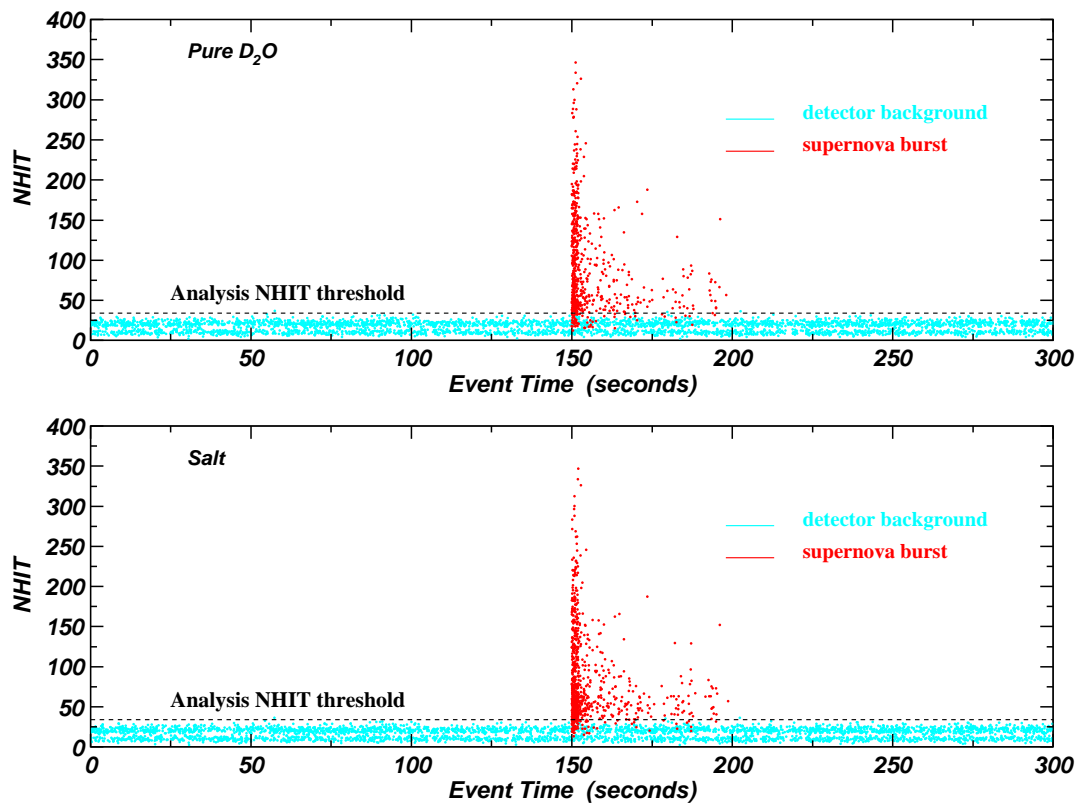 400
350
300
250
200
150
100
50
0
NHIT
Pure D₂O
detector background
supernova burst
Analysis NHIT threshold
0 50 100 150 200 250 300
Event Time (seconds)
400
350
300
250
200
150
100
50
0
NHIT
Salt
detector background
supernova burst
Analysis NHIT threshold
0 50 100 150 200 250 300
Event Time (seconds)